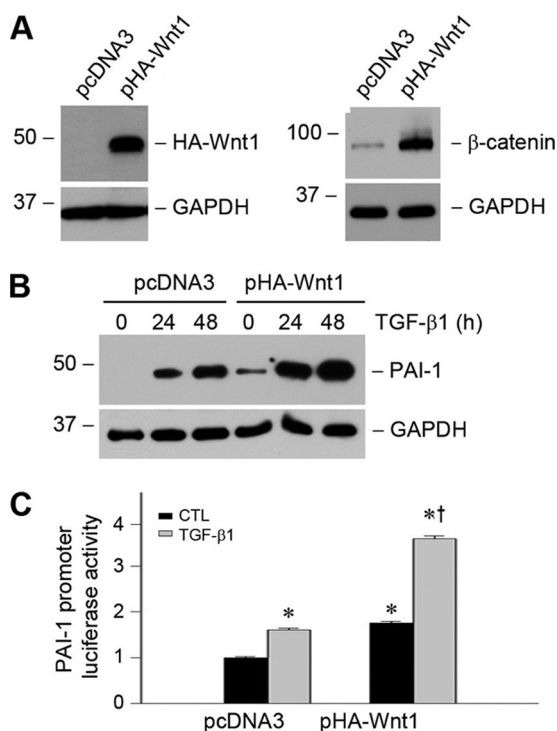 A
pcDNA3 pHA-Wnt1 pcDNA3 pHA-Wnt1
50 – – HA-Wnt1 100 – – β-catenin
37 – – GAPDH 37 – – GAPDH
B
pcDNA3 pHA-Wnt1
0 24 48 0 24 48 TGF-β1 (h)
50 – – PAI-1
37 – – GAPDH
C
PAI-1 promoter
luciferase activity
4
3
2
1
0
CTL
TGF-β1
*
*
*†
pcDNA3 pHA-Wnt1